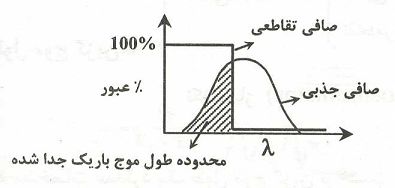 صافی تقاطعی
100%
٪ عبور
صافی جذبی
λ
محدوده طول موج باریک جدا شده